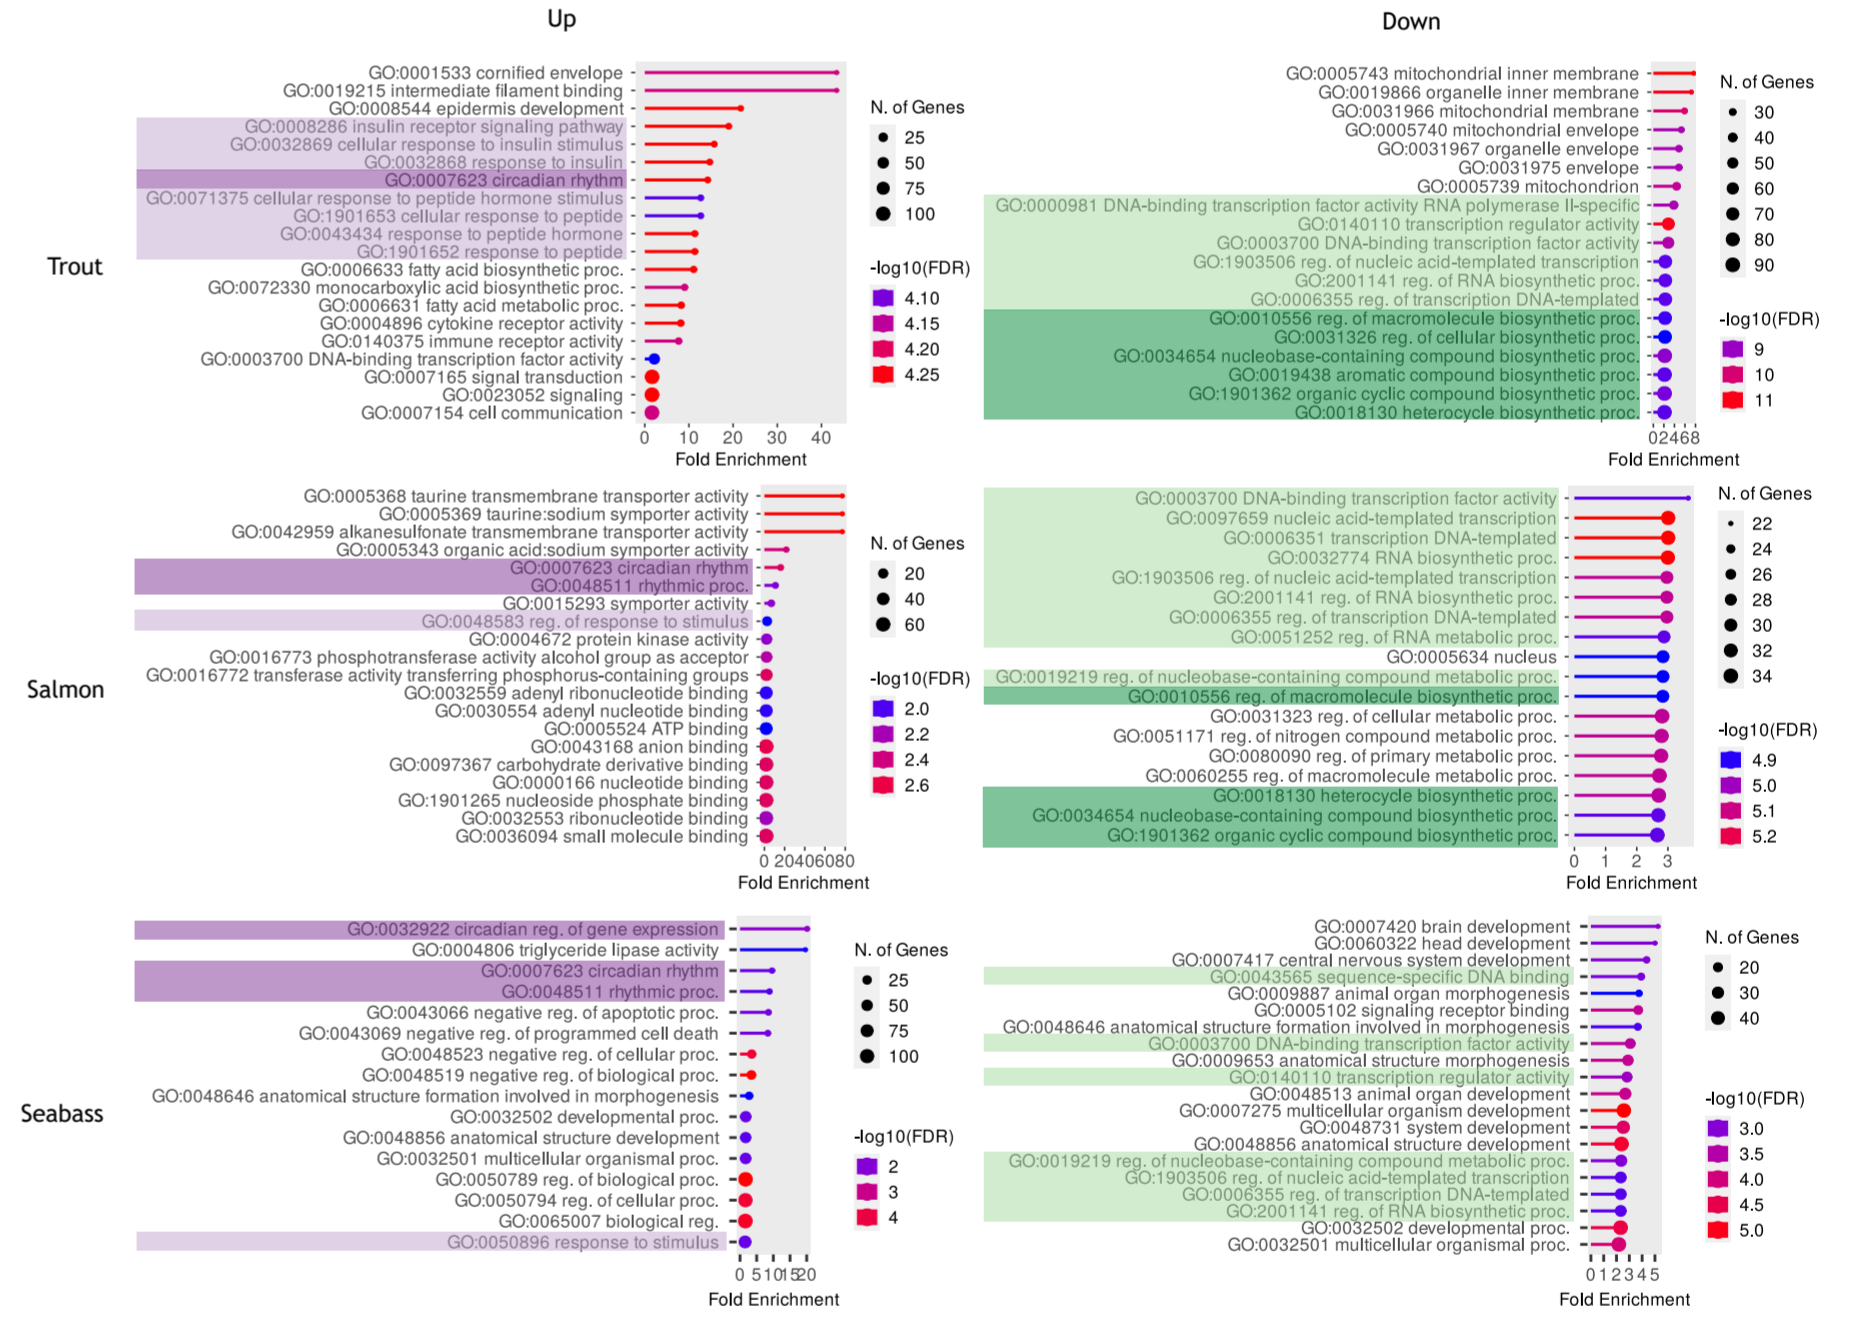 Up
Down
Trout
GO:0001533 cornified envelope
GO:0019215 intermediate filament binding
GO:0008544 epidermis development
GO:0008286 insulin receptor signaling pathway
GO:0032869 cellular response to insulin stimulus
GO:0032868 response to insulin
GO:0007623 circadian rhythm
GO:0071375 cellular response to peptide hormone stimulus
GO:1901653 cellular response to peptide
GO:0043434 response to peptide hormone
GO:1901652 response to peptide
GO:0006633 fatty acid biosynthetic proc.
GO:0072330 monocarboxylic acid biosynthetic proc.
GO:0006631 fatty acid metabolic proc.
GO:0004896 cytokine receptor activity
GO:0140375 immune receptor activity
GO:0003700 DNA-binding transcription factor activity
GO:0007165 signal transduction
GO:0023052 signaling
GO:0007154 cell communication
0 10 20 30 40
Fold Enrichment
N. of Genes
25
50
75
100
-log10(FDR)
4.10
4.15
4.20
4.25
GO:0005743 mitochondrial inner membrane
GO:0019866 organelle inner membrane
GO:0031966 mitochondrial membrane
GO:0005740 mitochondrial envelope
GO:0031967 organelle envelope
GO:0031975 envelope
GO:0005739 mitochondrion
GO:0000981 DNA-binding transcription factor activity RNA polymerase II-specific
GO:0140110 transcription regulator activity
GO:0003700 DNA-binding transcription factor activity
GO:1903506 reg. of nucleic acid-templated transcription
GO:2001141 reg. of RNA biosynthetic proc.
GO:0006355 reg. of transcription DNA-templated
GO:0010556 reg. of macromolecule biosynthetic proc.
GO:0031326 reg. of cellular biosynthetic proc.
GO:0034654 nucleobase-containing compound biosynthetic proc.
GO:0019438 aromatic compound biosynthetic proc.
GO:1901362 organic cyclic compound biosynthetic proc.
GO:0018130 heterocycle biosynthetic proc.
0 2 4 6 8
Fold Enrichment
N. of Genes
30
40
50
60
70
80
90
-log10(FDR)
9
10
11
Salmon
GO:0005368 taurine transmembrane transporter activity
GO:0005369 taurine:sodium symporter activity
GO:0042959 alkanesulfonate transmembrane transporter activity
GO:0005343 organic acid:sodium symporter activity
GO:0007623 circadian rhythm
GO:0048511 rhythmic proc.
GO:0015293 symporter activity
GO:0048583 reg. of response to stimulus
GO:0004672 protein kinase activity
GO:0016773 phosphotransferase activity alcohol group as acceptor
GO:0016772 transferase activity transferring phosphorus-containing groups
GO:0032559 adenyl ribonucleotide binding
GO:0030554 adenyl nucleotide binding
GO:0005524 ATP binding
GO:0043168 anion binding
GO:0097367 carbohydrate derivative binding
GO:0000166 nucleotide binding
GO:1901265 nucleoside phosphate binding
GO:0032553 ribonucleotide binding
GO:0036094 small molecule binding
0 20 40 60 80
Fold Enrichment
N. of Genes
20
40
60
-log10(FDR)
2.0
2.2
2.4
2.6
GO:0003700 DNA-binding transcription factor activity
GO:0097659 nucleic acid-templated transcription
GO:0006351 transcription DNA-templated
GO:0032774 RNA biosynthetic proc.
GO:1903506 reg. of nucleic acid-templated transcription
GO:2001141 reg. of RNA biosynthetic proc.
GO:0006355 reg. of transcription DNA-templated
GO:0051252 reg. of RNA metabolic proc.
GO:0005634 nucleus
GO:0019219 reg. of nucleobase-containing compound metabolic proc.
GO:0010556 reg. of macromolecule biosynthetic proc.
GO:0031323 reg. of cellular metabolic proc.
GO:0051171 reg. of nitrogen compound metabolic proc.
GO:0080090 reg. of primary metabolic proc.
GO:0060255 reg. of macromolecule metabolic proc.
GO:0018130 heterocycle biosynthetic proc.
GO:0034654 nucleobase-containing compound biosynthetic proc.
GO:1901362 organic cyclic compound biosynthetic proc.
0 1 2 3
Fold Enrichment
N. of Genes
22
24
26
28
30
32
34
-log10(FDR)
4.9
5.0
5.1
5.2
Seabass
GO:0032922 circadian reg. of gene expression
GO:0004806 triglyceride lipase activity
GO:0007623 circadian rhythm
GO:0048511 rhythmic proc.
GO:0043066 negative reg. of apoptotic proc.
GO:0043069 negative reg. of programmed cell death
GO:0048523 negative reg. of cellular proc.
GO:0048519 negative reg. of biological proc.
GO:0048646 anatomical structure formation involved in morphogenesis
GO:0032502 developmental proc.
GO:0048856 anatomical structure development
GO:0032501 multicellular organismal proc.
GO:0050789 reg. of biological proc.
GO:0050794 reg. of cellular proc.
GO:0065007 biological reg.
GO:0050896 response to stimulus
0 5 10 15 20
Fold Enrichment
N. of Genes
25
50
75
100
-log10(FDR)
2
3
4
GO:0007420 brain development
GO:0060322 head development
GO:0007417 central nervous system development
GO:0043565 sequence-specific DNA binding
GO:0009887 animal organ morphogenesis
GO:0005102 signaling receptor binding
GO:0048646 anatomical structure formation involved in morphogenesis
GO:0003700 DNA-binding transcription factor activity
GO:0009653 anatomical structure morphogenesis
GO:0140110 transcription regulator activity
GO:0048513 animal organ development
GO:0007275 multicellular organism development
GO:0048731 system development
GO:0048856 anatomical structure development
GO:0019219 reg. of nucleobase-containing compound metabolic proc.
GO:1903506 reg. of nucleic acid-templated transcription
GO:0006355 reg. of transcription DNA-templated
GO:2001141 reg. of RNA biosynthetic proc.
GO:0032502 developmental proc.
GO:0032501 multicellular organismal proc.
0 1 2 3 4 5
Fold Enrichment
N. of Genes
20
30
40
-log10(FDR)
3.0
3.5
4.0
4.5
5.0